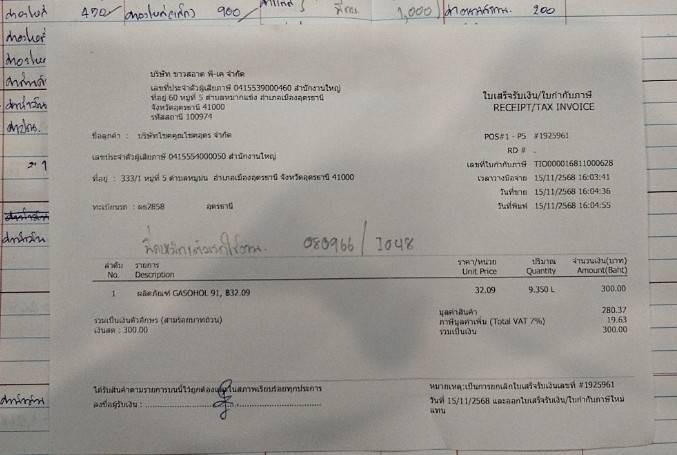 470/
900/
1,000
200
บริษัท ขาวสอาด พี-เค จำกัด
เลขที่ประจำตัวผู้เสียภาษี 0415539000460 สำนักงานใหญ่
ที่อยู่ 60 หมู่ที่ 5 ตำบลหมากแข้ง อำเภอเมืองอุดรธานี
จังหวัดอุดรธานี 41000
รหัสสถานี 100974
ใบเสร็จรับเงิน/ใบกำกับภาษี
RECEIPT/TAX INVOICE
ชื่อลูกค้า : บริษัทโชคคูณโชคอุดร จำกัด
POS#1 - P5 #1925961
RD # .
เลขประจำตัวผู้เสียภาษี 0415554000050 สำนักงานใหญ่
เลขที่ใบกำกับภาษี TIO000016811000628
ที่อยู่ : 333/1 หมู่ที่ 5 ตำบลหมูม่น อำเภอเมืองอุดรธานี จังหวัดอุดรธานี 41000
เวลาวางมือจ่าย 15/11/2568 16:03:41
วันที่ขาย 15/11/2568 16:04:36
ทะเบียนรถ : ผธ2858 อุดรธานี
วันที่พิมพ์ 15/11/2568 16:04:55
080966/1048
ลำดับ รายการ ราคา/หน่วย ปริมาณ จำนวนเงิน(บาท)
No. Description Unit Price Quantity Amount(Baht)
1 ผลิตภัณฑ์ GASOHOL 91, ฿32.09 32.09 9.350 L 300.00
มูลค่าสินค้า 280.37
รวมเป็นเงินตัวอักษร (สามร้อยบาทถ้วน)
ภาษีมูลค่าเพิ่ม (Total VAT 7%) 19.63
เงินสด : 300.00
รวมเป็นเงิน 300.00
ได้รับสินค้าตามรายการบนนี้ไว้ถูกต้องและในสภาพเรียบร้อยทุกประการ
หมายเหตุ:เป็นการยกเลิกใบเสร็จรับเงินเลขที่ #1925961
ลงชื่อผู้รับเงิน :
วันที่ 15/11/2568 และออกใบเสร็จรับเงิน/ใบกำกับภาษีใหม่
แทน